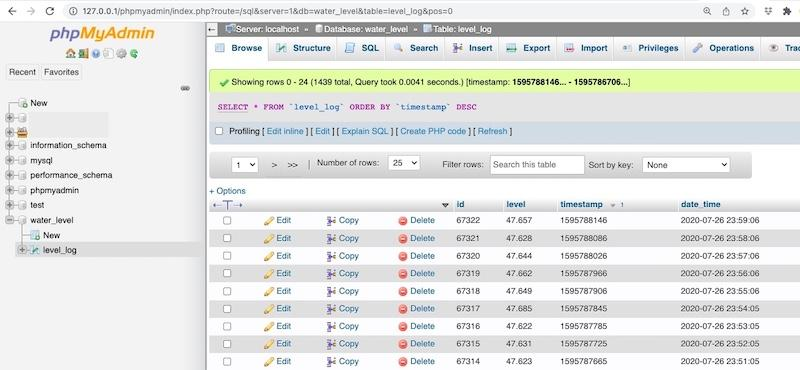 127.0.0.1/phpmyadmin/index.php?route=/sql&server=1&db=water_level&table=level_log&pos=0
phpMyAdmin
Recent Favorites
New
information_schema
mysql
performance_schema
phpmyadmin
test
water_level
New
level_log
Server: localhost » Database: water_level » Table: level_log
Browse Structure SQL Search Insert Export Import Privileges Operations Tra
Showing rows 0 - 24 (1439 total, Query took 0.0041 seconds.) [timestamp: 1595788146... - 1595786706...]
SELECT * FROM `level_log` ORDER BY `timestamp` DESC
Profiling [ Edit inline ] [ Edit ] [ Explain SQL ] [ Create PHP code ] [ Refresh ]
1 > >> Number of rows: 25 Filter rows: Search this table Sort by key: None
+ Options
←T→ id level timestamp 1 date_time
Edit Copy Delete 67322 47.657 1595788146 2020-07-26 23:59:06
Edit Copy Delete 67321 47.628 1595788086 2020-07-26 23:58:06
Edit Copy Delete 67320 47.644 1595788026 2020-07-26 23:57:06
Edit Copy Delete 67319 47.662 1595787966 2020-07-26 23:56:06
Edit Copy Delete 67318 47.649 1595787906 2020-07-26 23:55:06
Edit Copy Delete 67317 47.685 1595787845 2020-07-26 23:54:05
Edit Copy Delete 67316 47.622 1595787785 2020-07-26 23:53:05
Edit Copy Delete 67315 47.631 1595787725 2020-07-26 23:52:05
Edit Copy Delete 67314 47.623 1595787665 2020-07-26 23:51:05